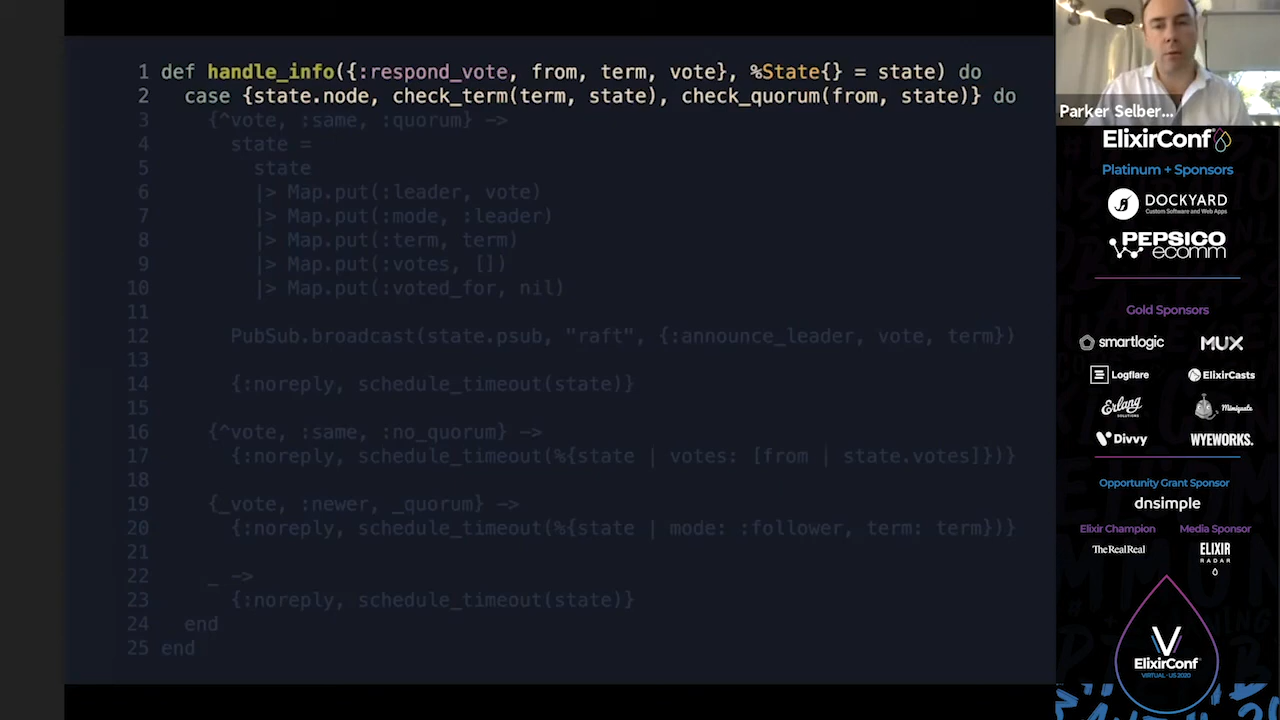 1 def handle_info({:respond_vote, from, term, vote}, %State{} = state) do
2 case {state.node, check_term(term, state), check_quorum(from, state)} do
3 {^vote, :same, :quorum} ->
4 state =
5 state
6 |> Map.put(:leader, vote)
7 |> Map.put(:mode, :leader)
8 |> Map.put(:term, term)
9 |> Map.put(:votes, [])
10 |> Map.put(:voted_for, nil)
11
12 PubSub.broadcast(state.psub, "raft", {:announce_leader, vote, term})
13
14 {:noreply, schedule_timeout(state)}
15
16 {^vote, :same, :no_quorum} ->
17 {:noreply, schedule_timeout(%{state | votes: [from | state.votes]})}
18
19 {_vote, :newer, _quorum} ->
20 {:noreply, schedule_timeout(%{state | mode: :follower, term: term})}
21
22 _ ->
23 {:noreply, schedule_timeout(state)}
24 end
25 end
Parker Selber...
ElixirConf
Platinum + Sponsors
DOCKYARD
Custom Software and Web Apps
PEPSICO
ecomm
Gold Sponsors
smartlogic MUX
Logflare ElixirCasts
Erlang
SOLUTIONS
Divvy WYEWORKS.
Opportunity Grant Sponsor
dnsimple
Elixir Champion Media Sponsor
TheRealReal ELIXIR
RADAR
ElixirConf
VIRTUAL · US 2020